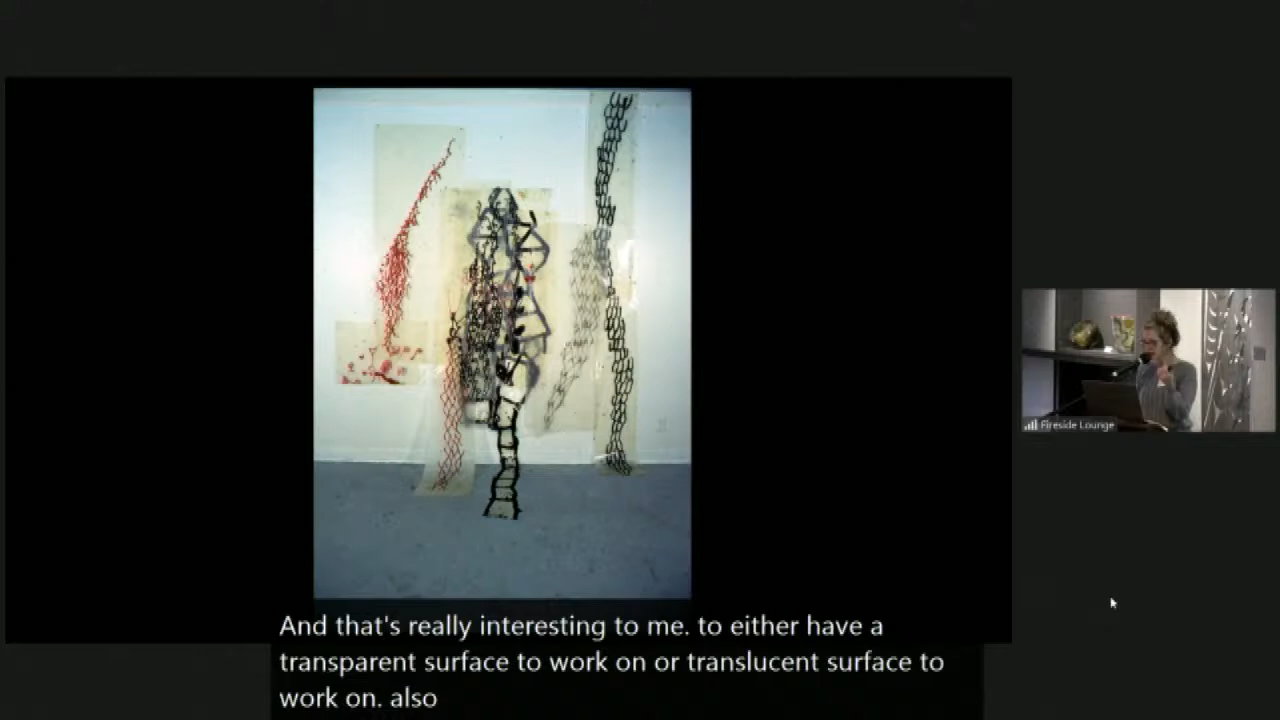 Fireside Lounge
And that's really interesting to me. to either have a
transparent surface to work on or translucent surface to
work on. also